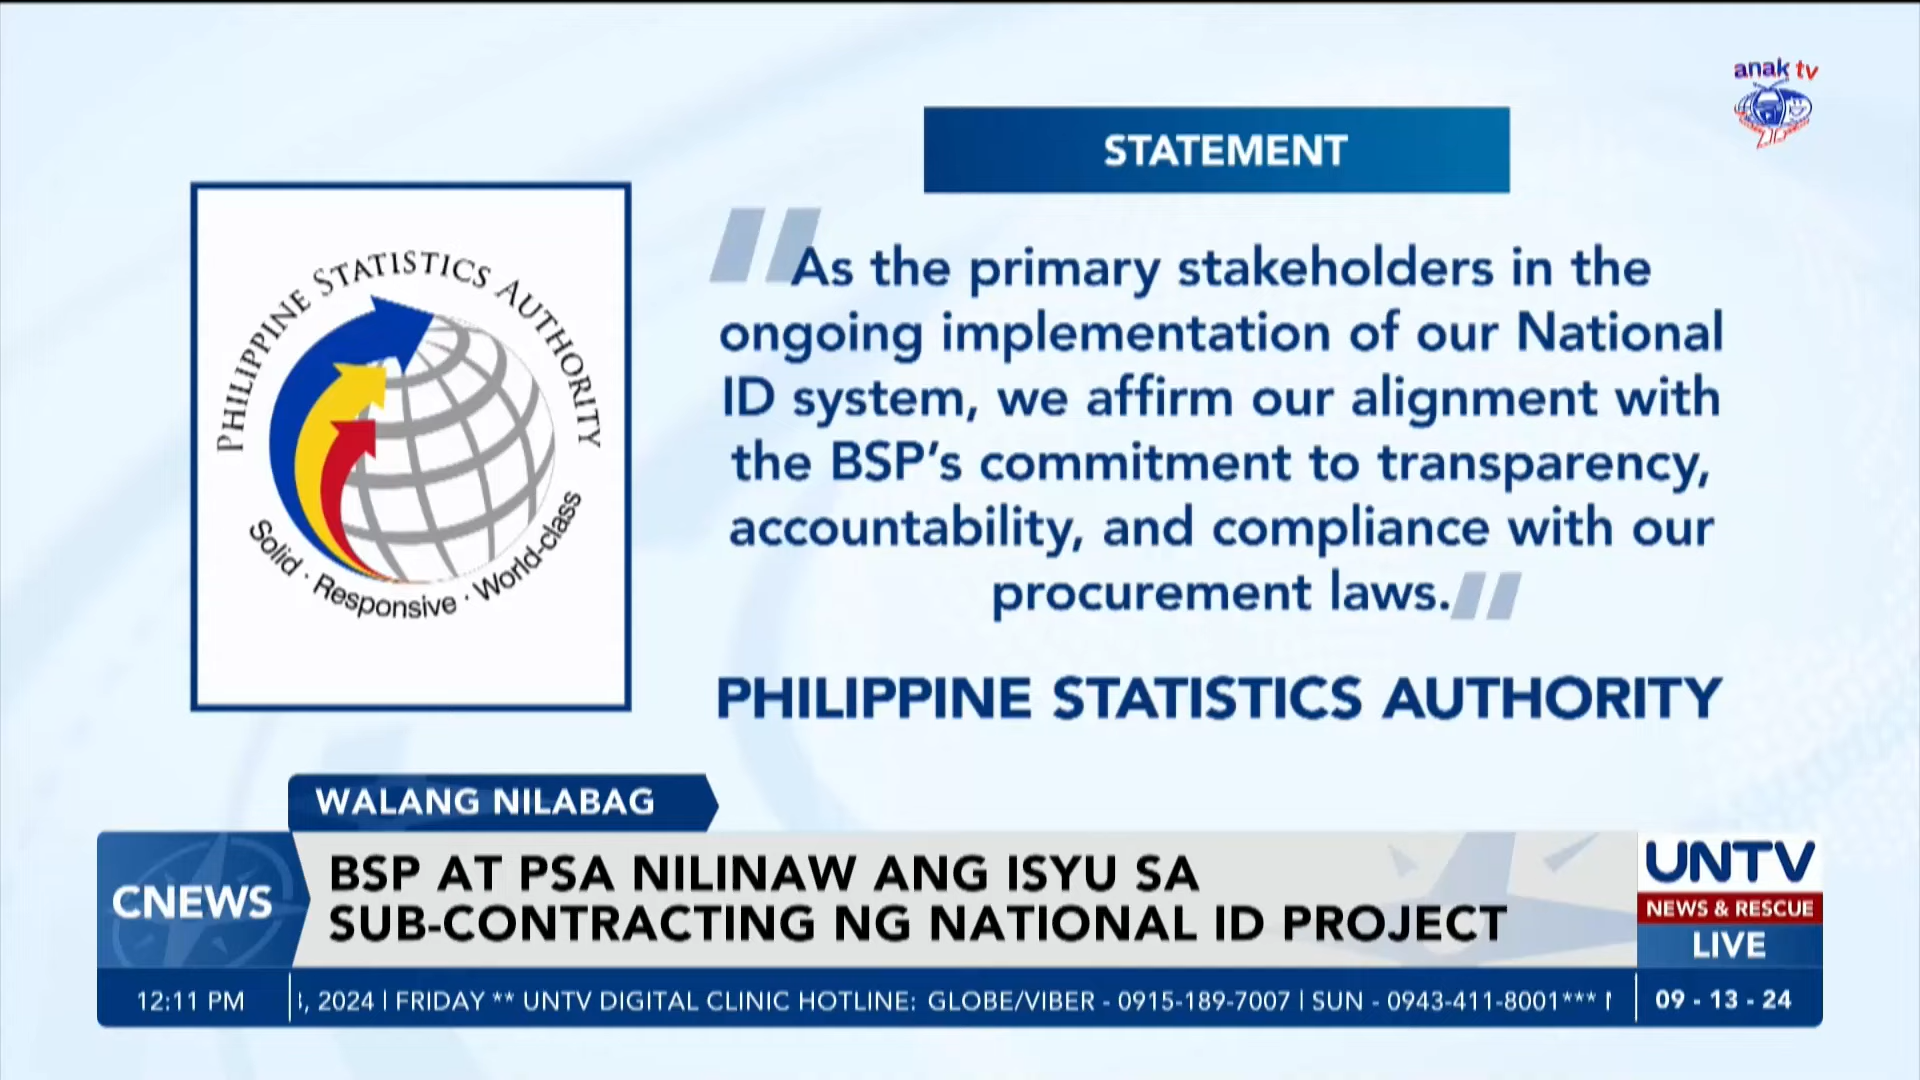 anak tv
STATEMENT
PHILIPPINE STATISTICS AUTHORITY
Solid · Responsive · World-class
"As the primary stakeholders in the
ongoing implementation of our National
ID system, we affirm our alignment with
the BSP's commitment to transparency,
accountability, and compliance with our
procurement laws."
PHILIPPINE STATISTICS AUTHORITY
WALANG NILABAG
CNEWS
BSP AT PSA NILINAW ANG ISYU SA
SUB-CONTRACTING NG NATIONAL ID PROJECT
UNTV
NEWS & RESCUE
LIVE
12:11 PM
, 2024 | FRIDAY ** UNTV DIGITAL CLINIC HOTLINE: GLOBE/VIBER - 0915-189-7007 | SUN - 0943-411-8001***
09 - 13 - 24